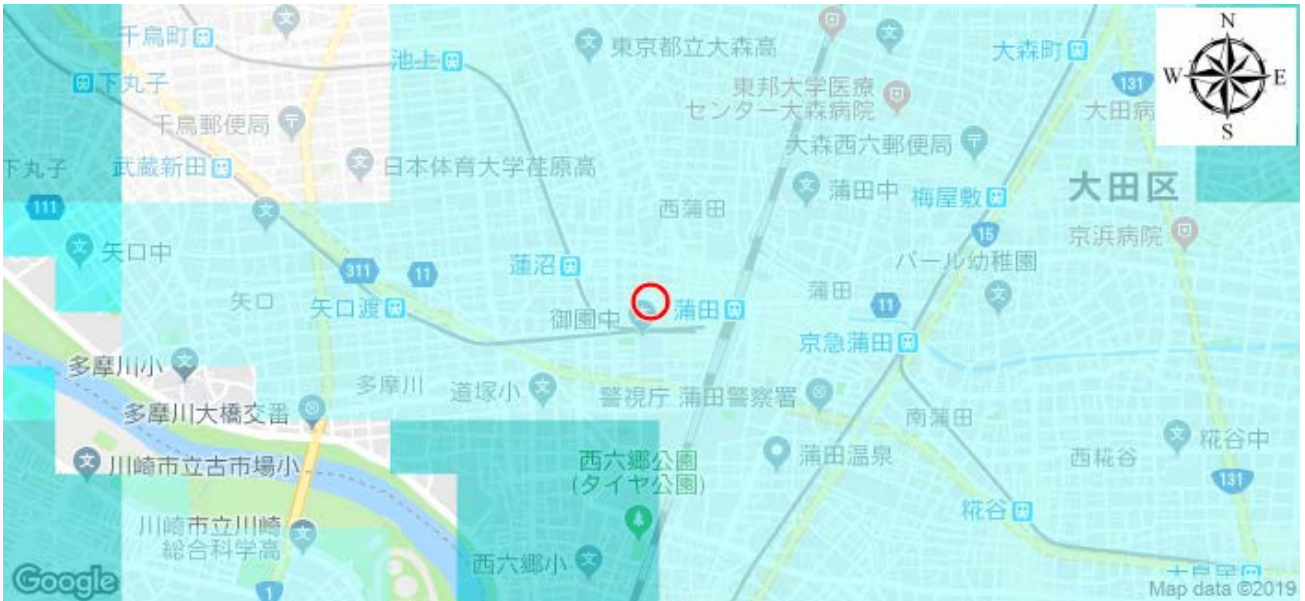 千鳥町
池上
東京都立大森高
大森町
N
W
E
S
131
下丸子
東邦大学医療
センター大森病院
千鳥郵便局
大森西六郵便局
下丸子
武蔵新田
日本体育大学荏原高
蒲田中
梅屋敷
大田区
111
西蒲田
15
京浜病院
矢口中
311
11
蓮沼
パール幼稚園
矢口
矢口渡
御園中
蒲田
蒲田
11
京急蒲田
多摩川小
多摩川
道塚小
警視庁 蒲田警察署
多摩川大橋交番
南蒲田
糀谷中
川崎市立古市場小
西六郷公園
(タイヤ公園)
蒲田温泉
西糀谷
131
糀谷
川崎市立川崎
総合科学高
西六郷小
1
Google
Map data ©2019